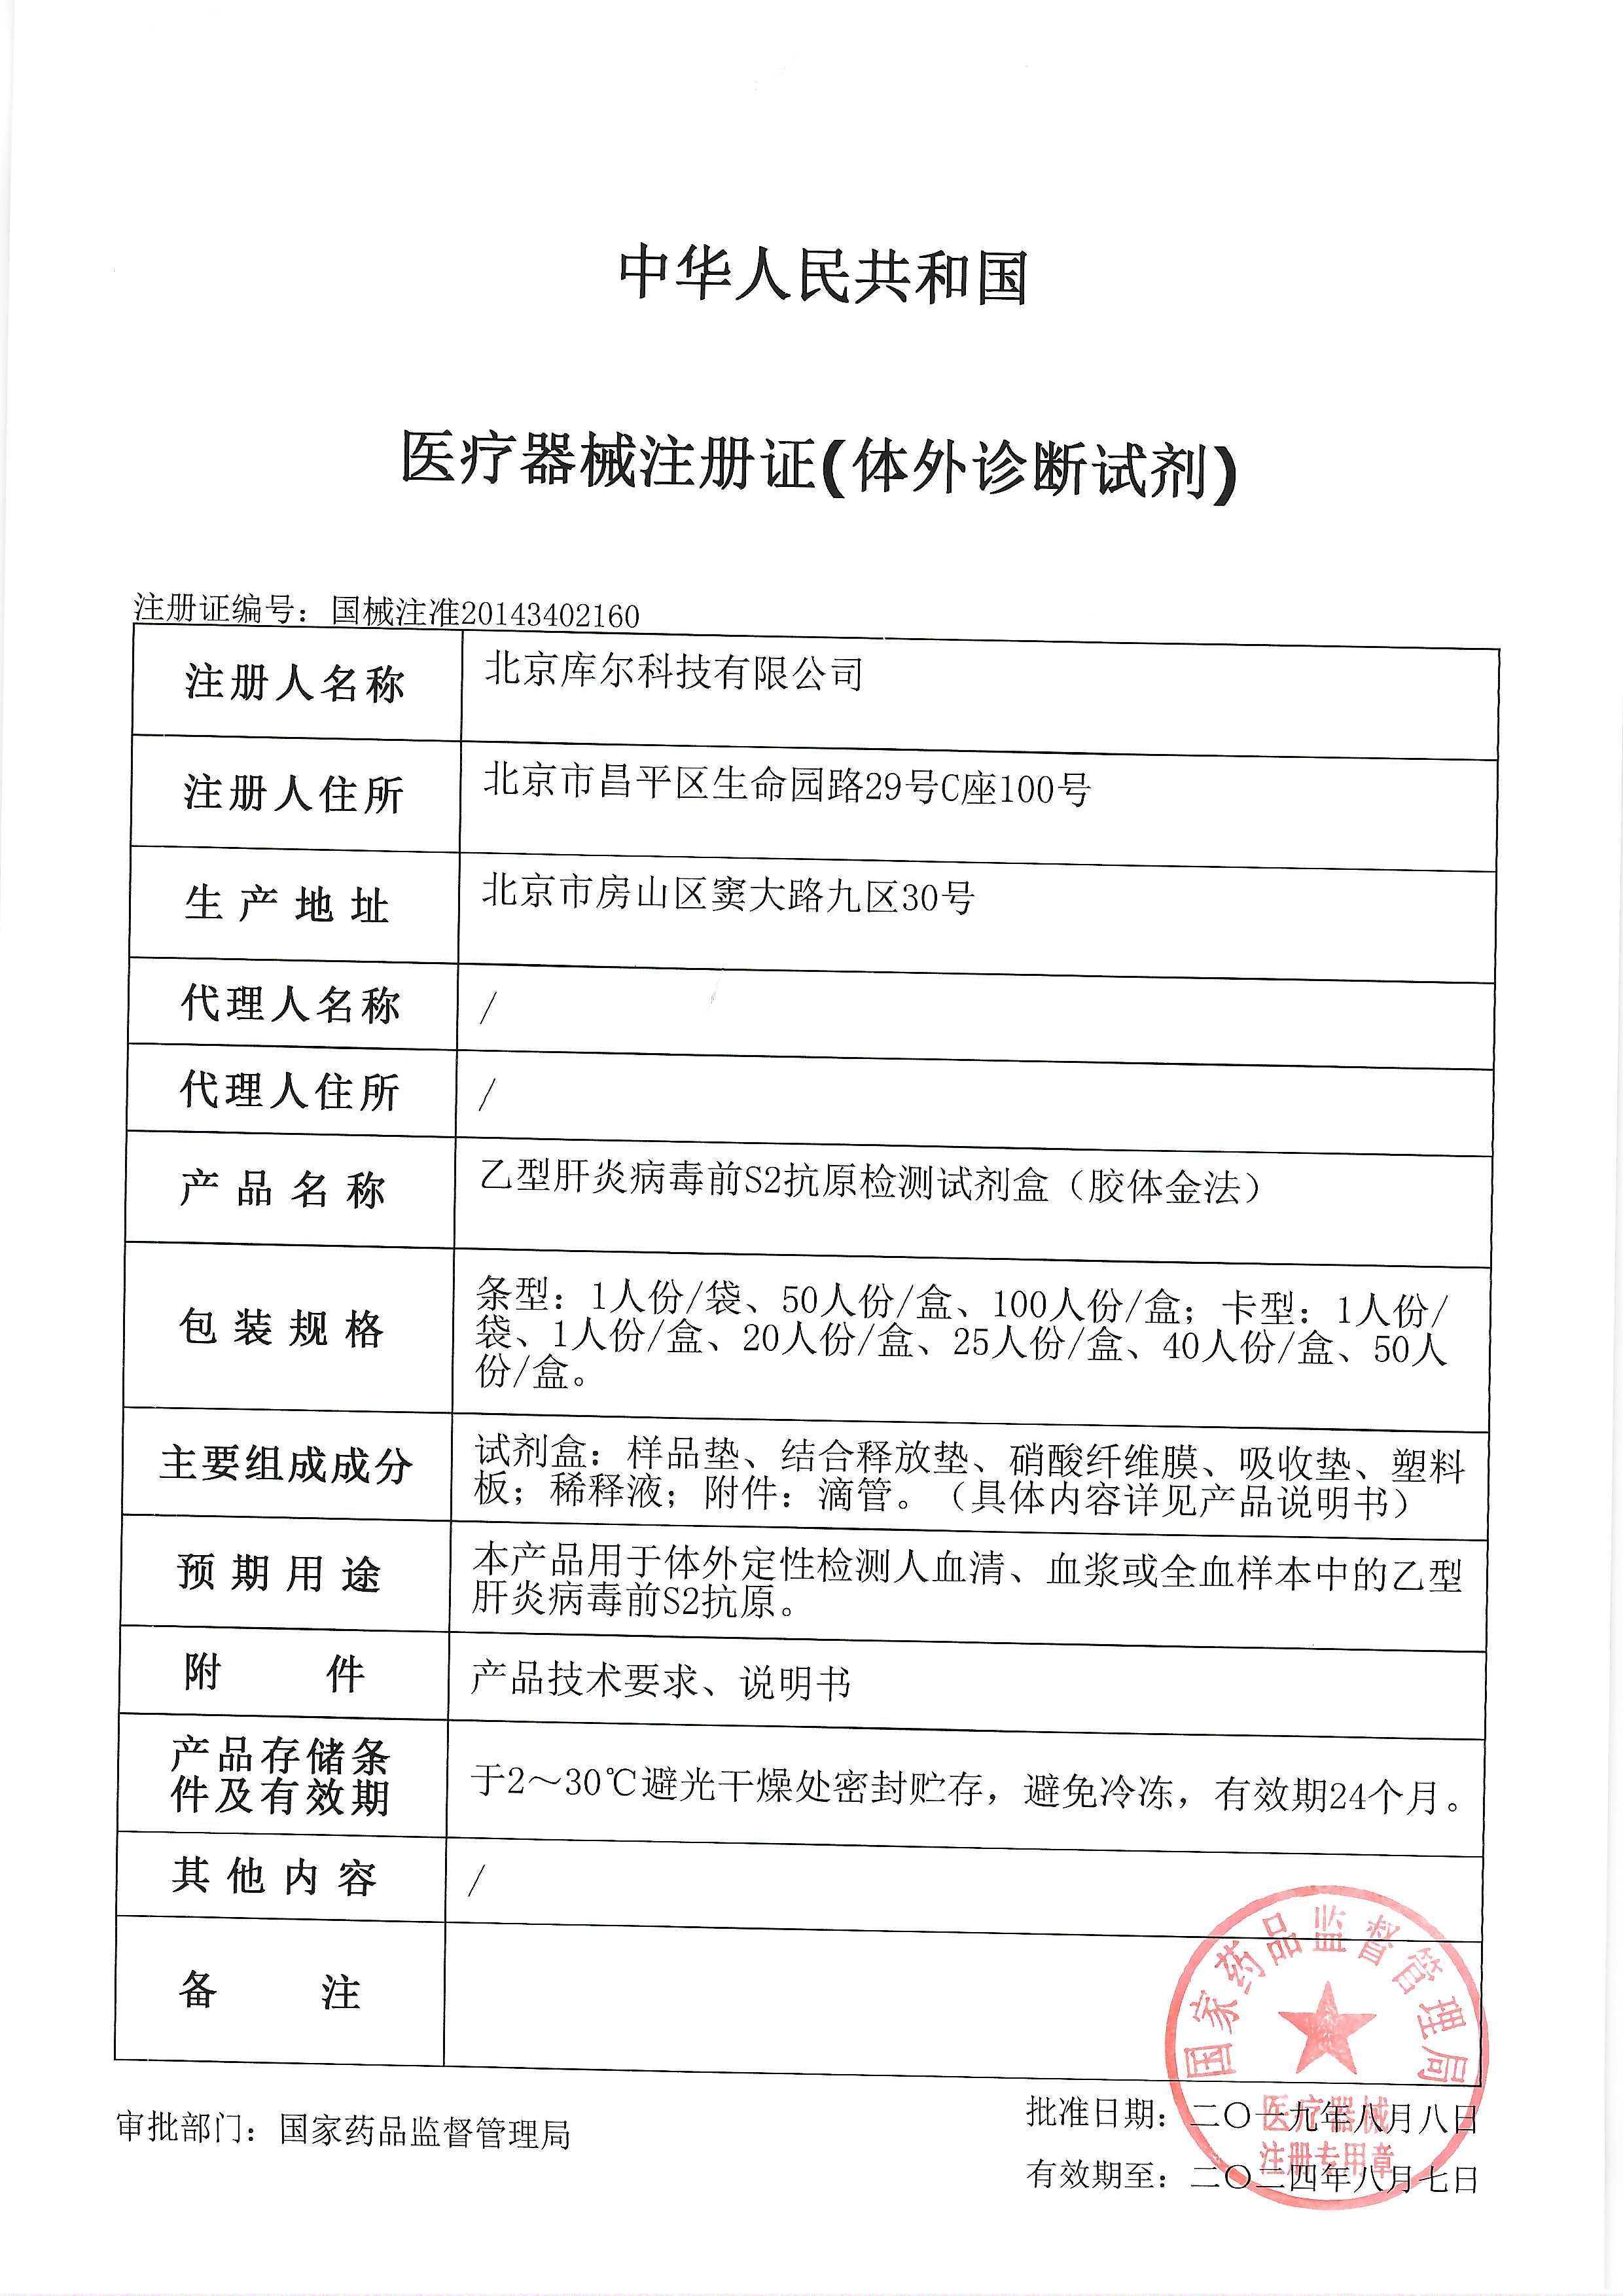 中华人民共和国
医疗器械注册证(体外诊断试剂)
注册证编号：国械注准20143402160
注册人名称
北京库尔科技有限公司
注册人住所
北京市昌平区生命园路29号C座100号
生产地址
北京市房山区窦大路九区30号
代理人名称
/
代理人住所
/
产品名称
乙型肝炎病毒前S2抗原检测试剂盒（胶体金法）
包装规格
条型：1人份/袋、50人份/盒、100人份/盒；卡型：1人份/
袋、1人份/盒、20人份/盒、25人份/盒、40人份/盒、50人
份/盒。
主要组成成分
试剂盒：样品垫、结合释放垫、硝酸纤维膜、吸收垫、塑料
板；稀释液；附件：滴管。（具体内容详见产品说明书）
预期用途
本产品用于体外定性检测人血清、血浆或全血样本中的乙型
肝炎病毒前S2抗原。
附件
产品技术要求、说明书
产品存储条
件及有效期
于2～30℃避光干燥处密封贮存，避免冷冻，有效期24个月。
其他内容
/
备注
国家药品监督管理局
医疗器械
注册专用章
审批部门：国家药品监督管理局
批准日期：二〇一九年八月八日
有效期至：二〇二四年八月七日